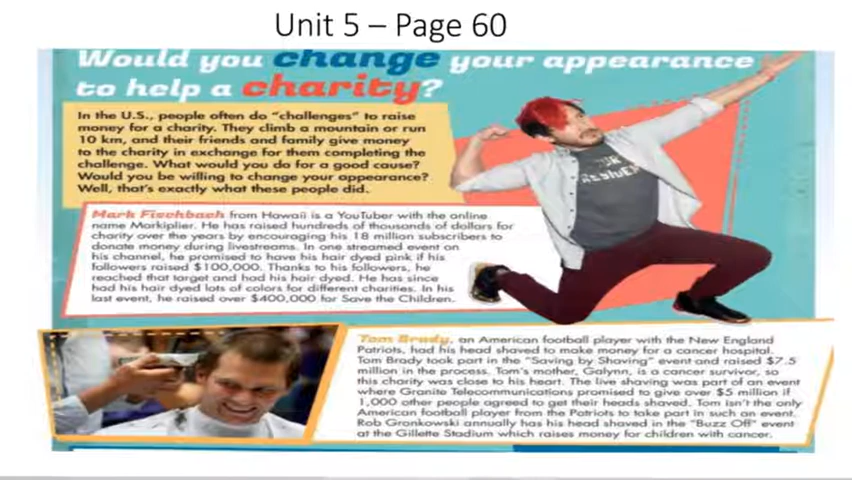 Unit 5 – Page 60
Would you change your appearance
to help a charity?
In the U.S., people often do "challenges" to raise
money for a charity. They climb a mountain or run
10 km, and their friends and family give money
to the charity in exchange for them completing the
challenge. What would you do for a good cause?
Would you be willing to change your appearance?
Well, that's exactly what these people did.
Mark Fischbach from Hawaii is a YouTuber with the online
name Markiplier. He has raised hundreds of thousands of dollars for
charity over the years by encouraging his 18 million subscribers to
donate money during livestreams. In one streamed event on
his channel, he promised to have his hair dyed pink if his
followers raised $100,000. Thanks to his followers, he
reached that target and had his hair dyed. He has since
had his hair dyed lots of colors for different charities. In his
last event, he raised over $400,000 for Save the Children.
Tom Brady, an American football player with the New England
Patriots, had his head shaved to make money for a cancer hospital.
Tom Brady took part in the "Saving by Shaving" event and raised $7.5
million in the process. Tom's mother, Galynn, is a cancer survivor, so
this charity was close to his heart. The live shaving was part of an event
where Granite Telecommunications promised to give over $5 million if
1,000 other people agreed to get their heads shaved. Tom isn't the only
American football player from the Patriots to take part in such an event.
Rob Gronkowski annually has his head shaved in the "Buzz Off" event
at the Gillette Stadium which raises money for children with cancer.